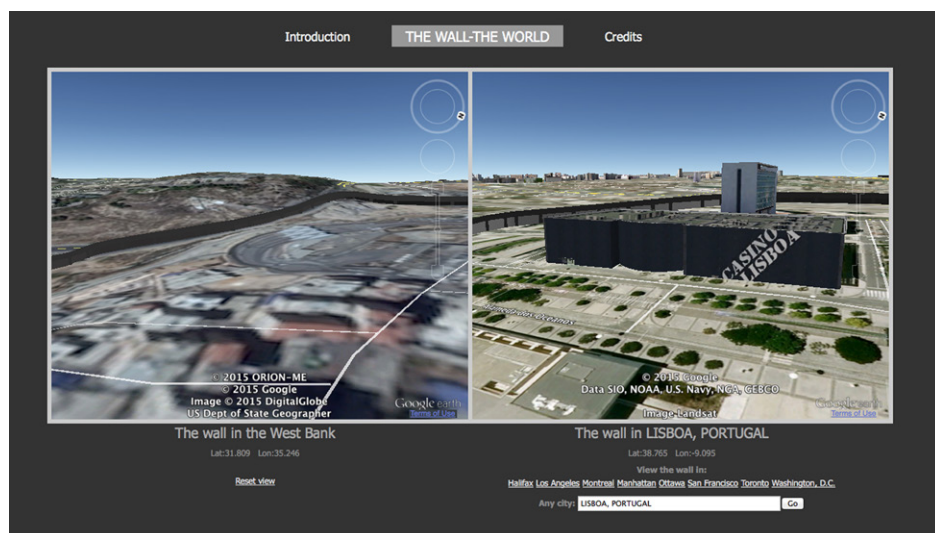 Introduction
THE WALL-THE WORLD
Credits
N
© 2015 ORION-ME
© 2015 Google
Image © 2015 DigitalGlobe
US Dept of State Geographer
Google earth
Terms of Use
N
CASINO
LISBOA
© 2015 Google
Data SIO, NOAA, U.S. Navy, NGA, GEBCO
Image Landsat
Google earth
Terms of Use
The wall in the West Bank
Lat:31.809 Lon:35.246
Reset view
The wall in LISBOA, PORTUGAL
Lat:38.765 Lon:-9.095
View the wall in:
Halifax Los Angeles Montreal Manhattan Ottawa San Francisco Toronto Washington, D.C.
Any city: LISBOA, PORTUGAL Go